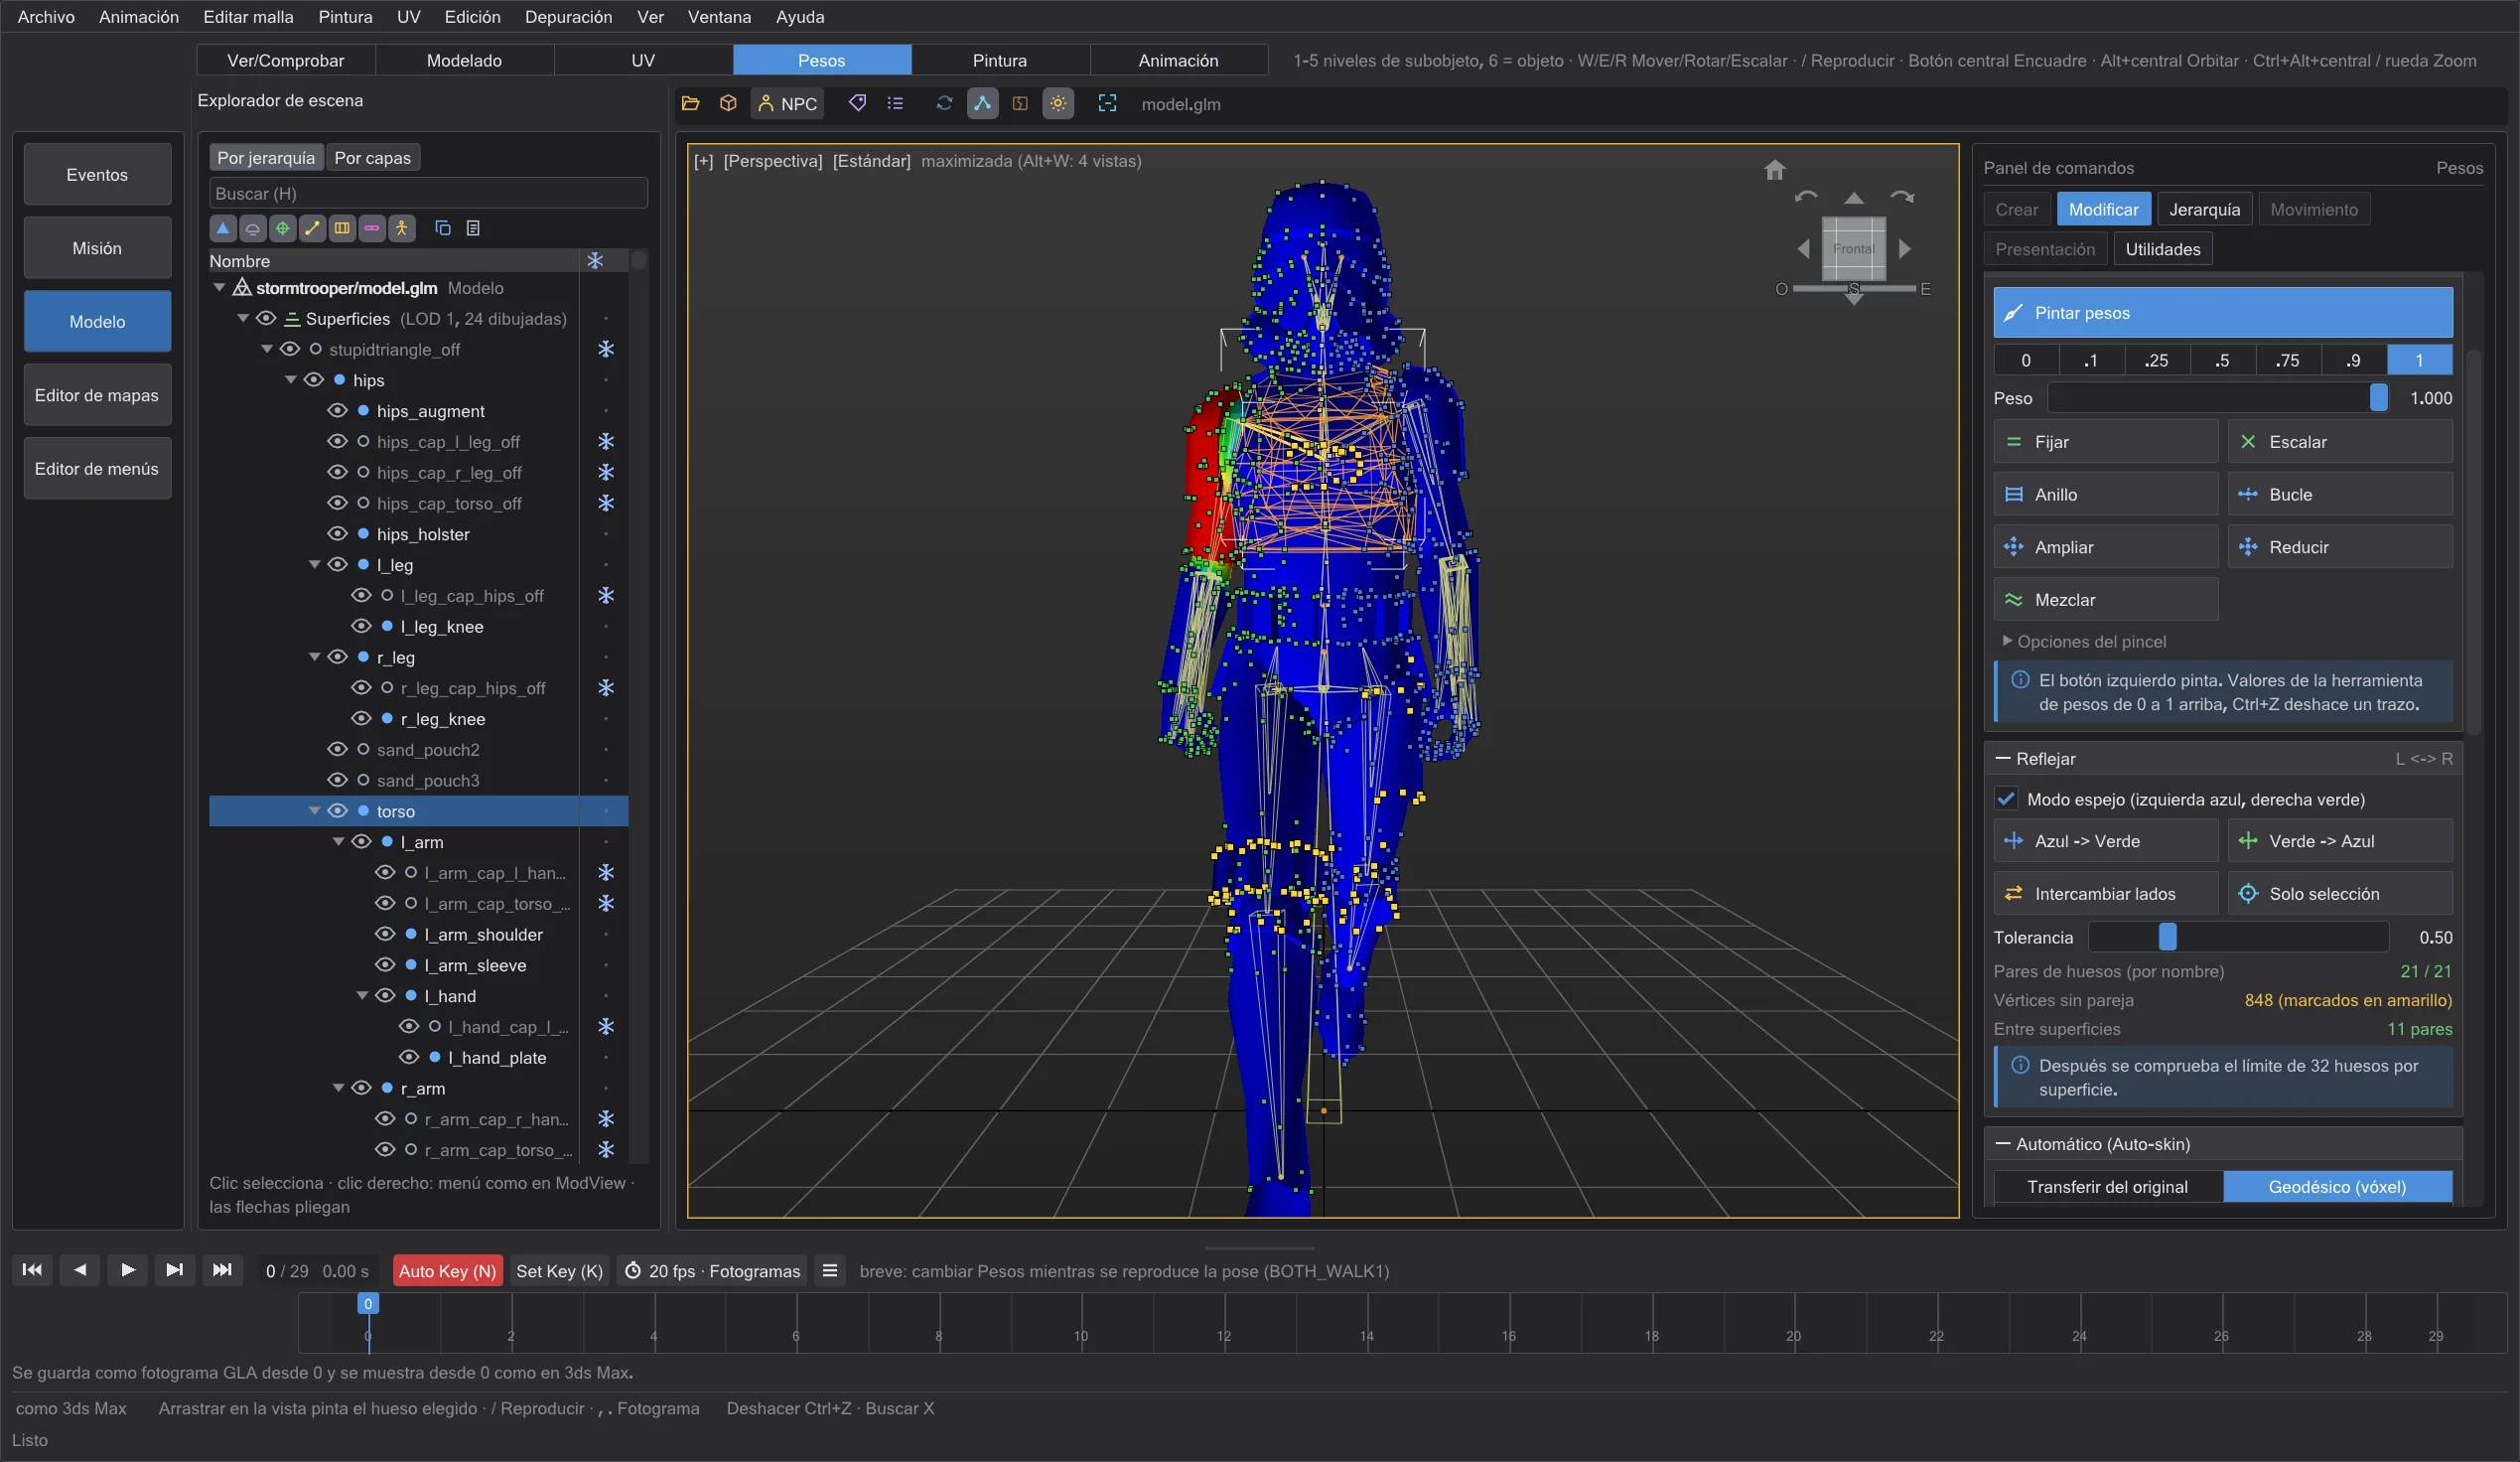 Archivo Animación Editar malla Pintura UV Edición Depuración Ver Ventana Ayuda
Ver/Comprobar Modelado UV Pesos Pintura Animación 1-5 niveles de subobjeto, 6 = objeto · W/E/R Mover/Rotar/Escalar · / Reproducir · Botón central Encuadre · Alt+central Orbitar · Ctrl+Alt+central / rueda Zoom
Explorador de escena
NPC model.glm
Eventos
Misión
Modelo
Editor de mapas
Editor de menús
Por jerarquía Por capas
Buscar (H)
Nombre
stormtrooper/model.glm Modelo
Superficies (LOD 1, 24 dibujadas)
stupidtriangle_off
hips
hips_augment
hips_cap_l_leg_off
hips_cap_r_leg_off
hips_cap_torso_off
hips_holster
l_leg
l_leg_cap_hips_off
l_leg_knee
r_leg
r_leg_cap_hips_off
r_leg_knee
sand_pouch2
sand_pouch3
torso
l_arm
l_arm_cap_l_han...
l_arm_cap_torso_...
l_arm_shoulder
l_arm_sleeve
l_hand
l_hand_cap_l_...
l_hand_plate
r_arm
r_arm_cap_r_han...
r_arm_cap_torso_...
Clic selecciona · clic derecho: menú como en ModView ·
las flechas pliegan
[+] [Perspectiva] [Estándar] maximizada (Alt+W: 4 vistas)
Frontal
O S E
Panel de comandos Pesos
Crear Modificar Jerarquía Movimiento
Presentación Utilidades
Pintar pesos
0 .1 .25 .5 .75 .9 1
Peso 1.000
Fijar Escalar
Anillo Bucle
Ampliar Reducir
Mezclar
Opciones del pincel
El botón izquierdo pinta. Valores de la herramienta
de pesos de 0 a 1 arriba, Ctrl+Z deshace un trazo.
Reflejar L <-> R
Modo espejo (izquierda azul, derecha verde)
Azul -> Verde Verde -> Azul
Intercambiar lados Solo selección
Tolerancia 0.50
Pares de huesos (por nombre) 21 / 21
Vértices sin pareja 848 (marcados en amarillo)
Entre superficies 11 pares
Después se comprueba el límite de 32 huesos por
superficie.
Automático (Auto-skin)
Transferir del original Geodésico (vóxel)
0 / 29 0.00 s Auto Key (N) Set Key (K) 20 fps · Fotogramas breve: cambiar Pesos mientras se reproduce la pose (BOTH_WALK1)
0
0 2 4 6 8 10 12 14 16 18 20 22 24 26 28 29
Se guarda como fotograma GLA desde 0 y se muestra desde 0 como en 3ds Max.
como 3ds Max Arrastrar en la vista pinta el hueso elegido · / Reproducir · , . Fotograma Deshacer Ctrl+Z · Buscar X
Listo